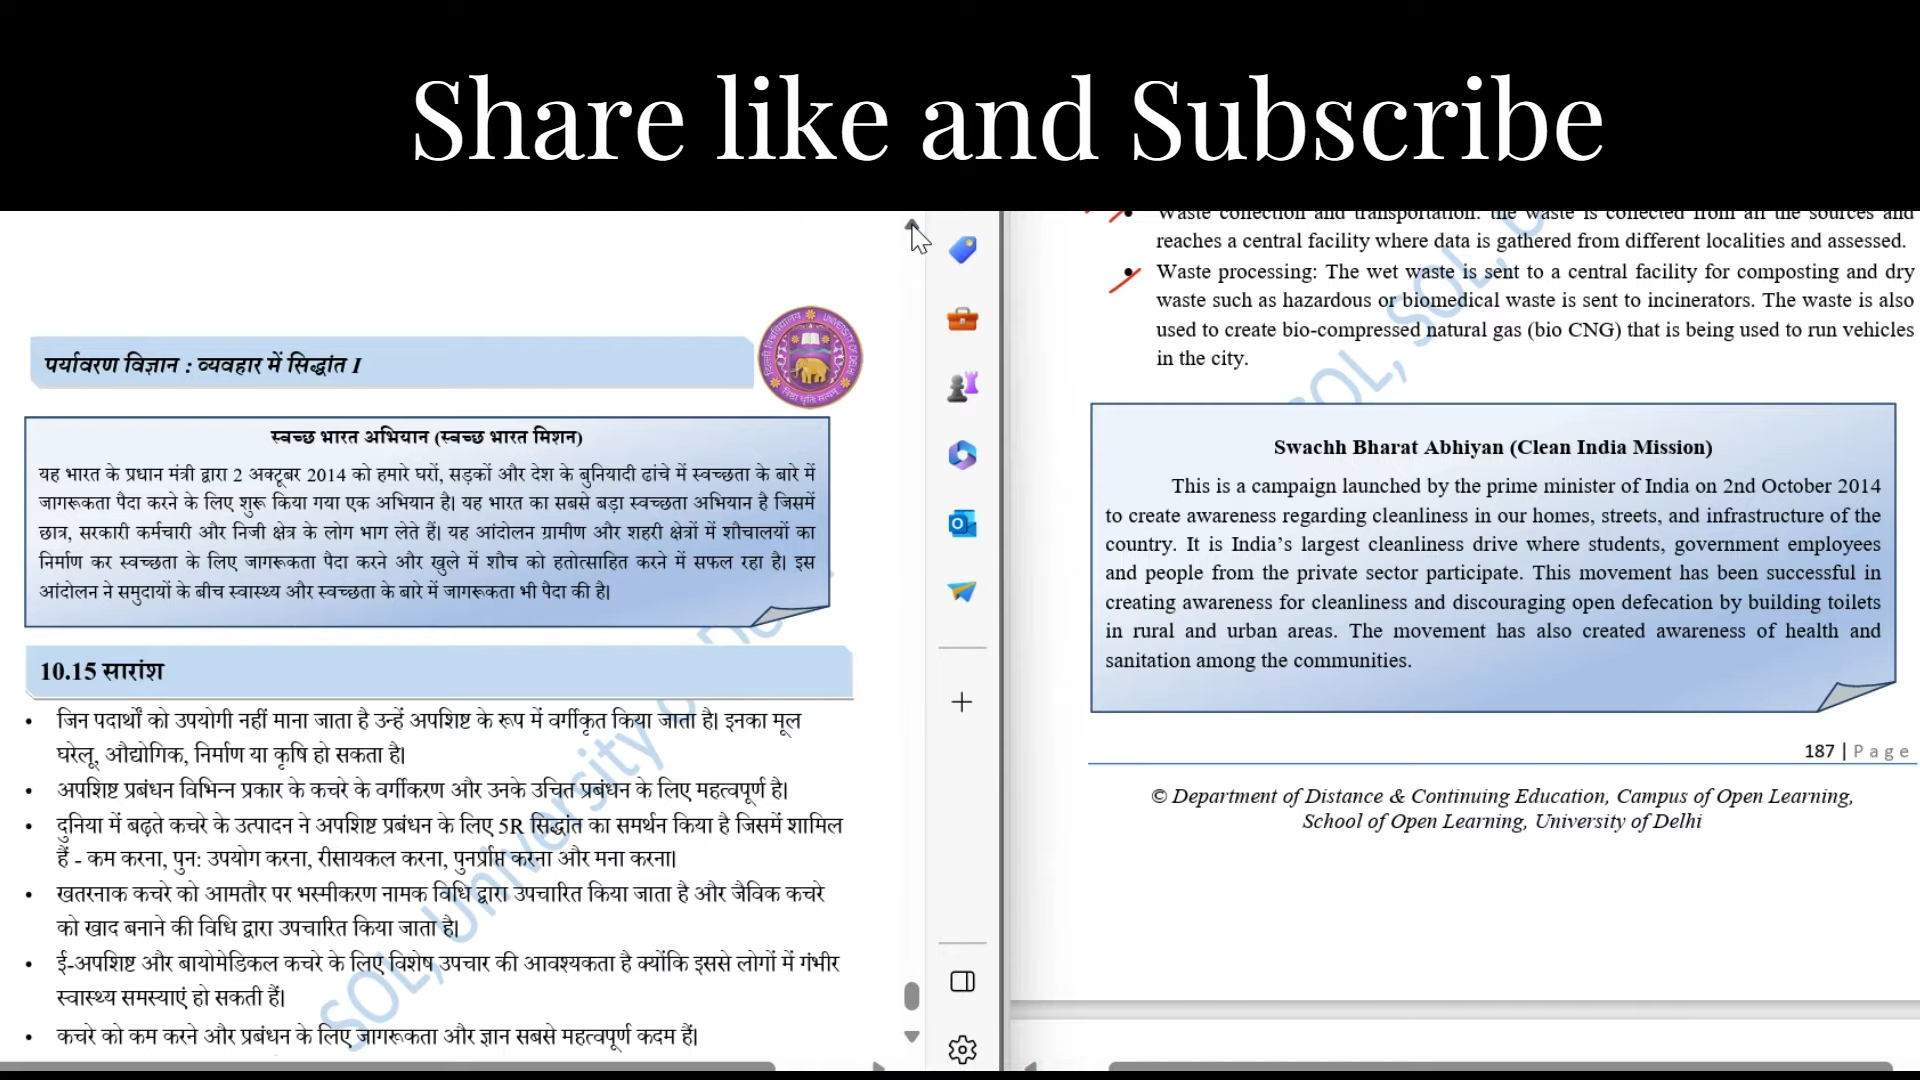 Share like and Subscribe
पर्यावरण विज्ञान : व्यवहार में सिद्धांत I
स्वच्छ भारत अभियान (स्वच्छ भारत मिशन)
यह भारत के प्रधान मंत्री द्वारा 2 अक्टूबर 2014 को हमारे घरों, सड़कों और देश के बुनियादी ढांचे में स्वच्छता के बारे में
जागरूकता पैदा करने के लिए शुरू किया गया एक अभियान है। यह भारत का सबसे बड़ा स्वच्छता अभियान है जिसमें
छात्र, सरकारी कर्मचारी और निजी क्षेत्र के लोग भाग लेते हैं। यह आंदोलन ग्रामीण और शहरी क्षेत्रों में शौचालयों का
निर्माण कर स्वच्छता के लिए जागरूकता पैदा करने और खुले में शौच को हतोत्साहित करने में सफल रहा है। इस
आंदोलन ने समुदायों के बीच स्वास्थ्य और स्वच्छता के बारे में जागरूकता भी पैदा की है।
10.15 सारांश
• जिन पदार्थों को उपयोगी नहीं माना जाता है उन्हें अपशिष्ट के रूप में वर्गीकृत किया जाता है। इनका मूल
घरेलू, औद्योगिक, निर्माण या कृषि हो सकता है।
• अपशिष्ट प्रबंधन विभिन्न प्रकार के कचरे के वर्गीकरण और उनके उचित प्रबंधन के लिए महत्वपूर्ण है।
• दुनिया में बढ़ते कचरे के उत्पादन ने अपशिष्ट प्रबंधन के लिए 5R सिद्धांत का समर्थन किया है जिसमें शामिल
हैं - कम करना, पुन: उपयोग करना, रीसायकल करना, पुनर्प्राप्त करना और मना करना।
• खतरनाक कचरे को आमतौर पर भस्मीकरण नामक विधि द्वारा उपचारित किया जाता है और जैविक कचरे
को खाद बनाने की विधि द्वारा उपचारित किया जाता है।
• ई-अपशिष्ट और बायोमेडिकल कचरे के लिए विशेष उपचार की आवश्यकता है क्योंकि इससे लोगों में गंभीर
स्वास्थ्य समस्याएं हो सकती हैं।
• कचरे को कम करने और प्रबंधन के लिए जागरूकता और ज्ञान सबसे महत्वपूर्ण कदम हैं।
• Waste collection and transportation: the waste is collected from all the sources and
reaches a central facility where data is gathered from different localities and assessed.
• Waste processing: The wet waste is sent to a central facility for composting and dry
waste such as hazardous or biomedical waste is sent to incinerators. The waste is also
used to create bio-compressed natural gas (bio CNG) that is being used to run vehicles
in the city.
Swachh Bharat Abhiyan (Clean India Mission)
This is a campaign launched by the prime minister of India on 2nd October 2014
to create awareness regarding cleanliness in our homes, streets, and infrastructure of the
country. It is India's largest cleanliness drive where students, government employees
and people from the private sector participate. This movement has been successful in
creating awareness for cleanliness and discouraging open defecation by building toilets
in rural and urban areas. The movement has also created awareness of health and
sanitation among the communities.
187 | Page
© Department of Distance & Continuing Education, Campus of Open Learning,
School of Open Learning, University of Delhi